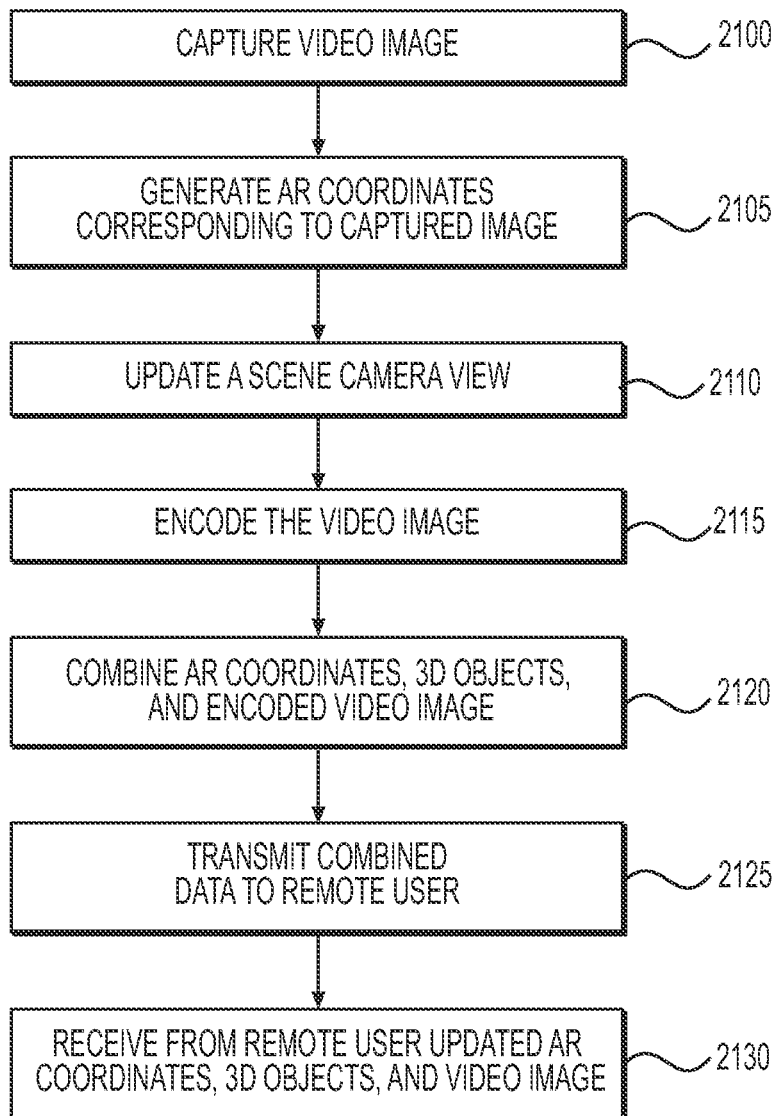 CAPTURE VIDEO IMAGE
2100
GENERATE AR COORDINATES
CORRESPONDING TO CAPTURED IMAGE
2105
UPDATE A SCENE CAMERA VIEW
2110
ENCODE THE VIDEO IMAGE
2115
COMBINE AR COORDINATES, 3D OBJECTS,
AND ENCODED VIDEO IMAGE
2120
TRANSMIT COMBINED
DATA TO REMOTE USER
2125
RECEIVE FROM REMOTE USER UPDATED AR
COORDINATES, 3D OBJECTS, AND VIDEO IMAGE
2130